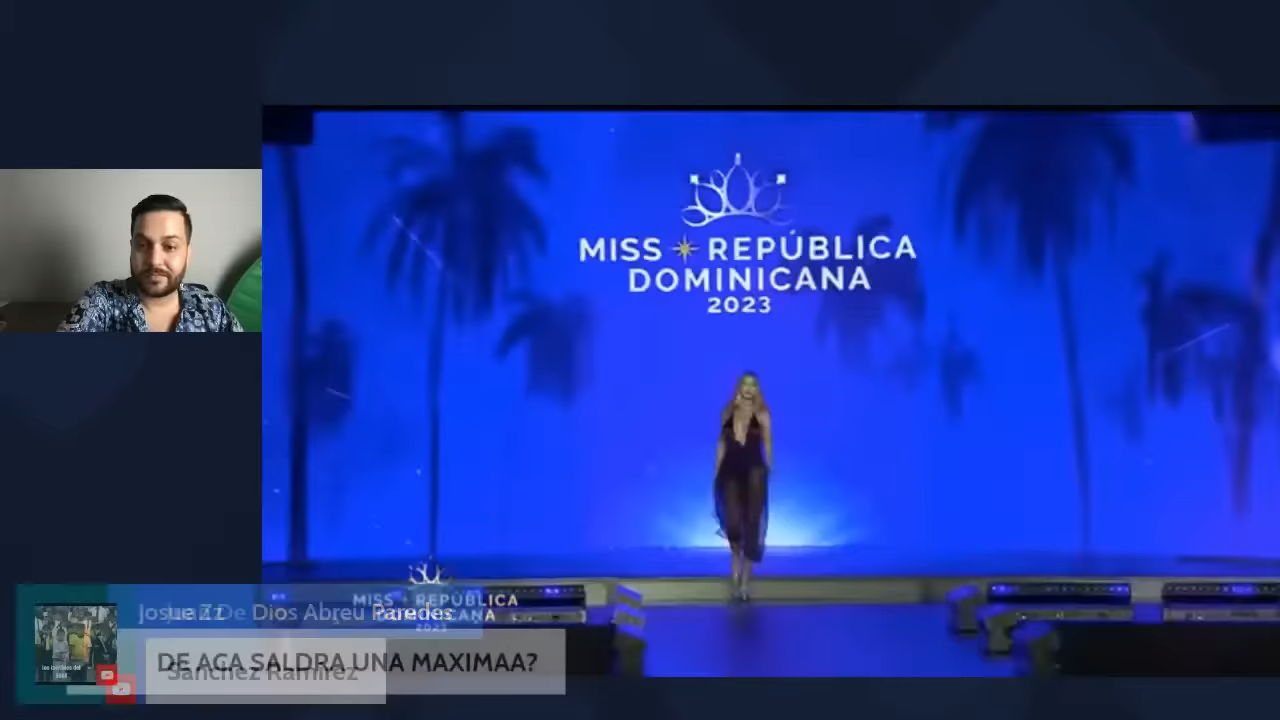 MISS REPÚBLICA
DOMINICANA
2023
MISS REPÚBLICA
DOMINICANA
2023
Josue ZZ
De Dios Abreu Paredes
DE ACA SALDRA UNA MAXIMAA?
Sanchez Ramirez